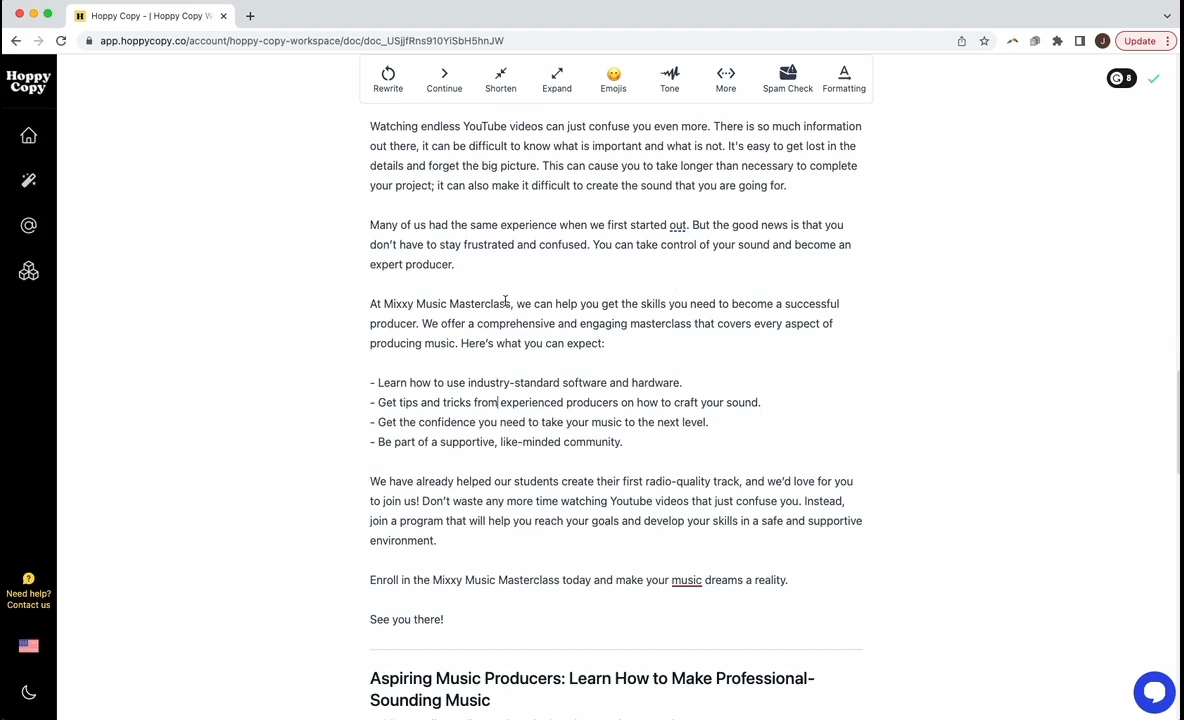 Hoppy Copy - | Hoppy Copy W
app.hoppycopy.co/account/hoppy-copy-workspace/doc/doc_USjjfRns910YiSbH5hnJW
J
Update
Hoppy
Copy
Rewrite
Continue
Shorten
Expand
Emojis
Tone
More
Spam Check
Formatting
8
Watching endless YouTube videos can just confuse you even more. There is so much information
out there, it can be difficult to know what is important and what is not. It's easy to get lost in the
details and forget the big picture. This can cause you to take longer than necessary to complete
your project; it can also make it difficult to create the sound that you are going for.
Many of us had the same experience when we first started out. But the good news is that you
don't have to stay frustrated and confused. You can take control of your sound and become an
expert producer.
At Mixxy Music Masterclass, we can help you get the skills you need to become a successful
producer. We offer a comprehensive and engaging masterclass that covers every aspect of
producing music. Here's what you can expect:
- Learn how to use industry-standard software and hardware.
- Get tips and tricks from experienced producers on how to craft your sound.
- Get the confidence you need to take your music to the next level.
- Be part of a supportive, like-minded community.
We have already helped our students create their first radio-quality track, and we'd love for you
to join us! Don't waste any more time watching Youtube videos that just confuse you. Instead,
join a program that will help you reach your goals and develop your skills in a safe and supportive
environment.
Enroll in the Mixxy Music Masterclass today and make your music dreams a reality.
See you there!
Aspiring Music Producers: Learn How to Make Professional-
Sounding Music
Need help?
Contact us